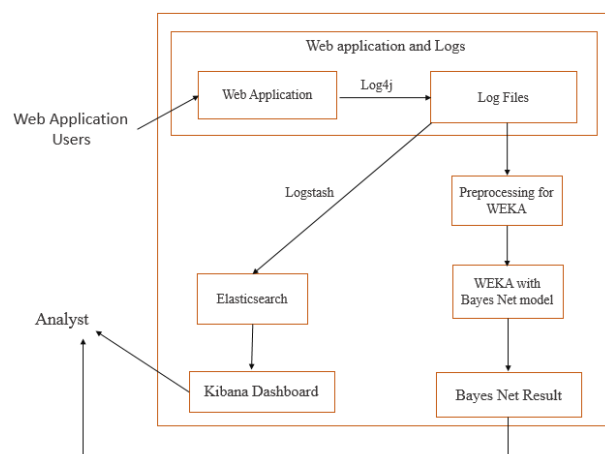 Web application and Logs
Web Application
Log4j
Log Files
Web Application
Users
Logstash
Preprocessing for
WEKA
Elasticsearch
WEKA with
Bayes Net model
Analyst
Kibana Dashboard
Bayes Net Result